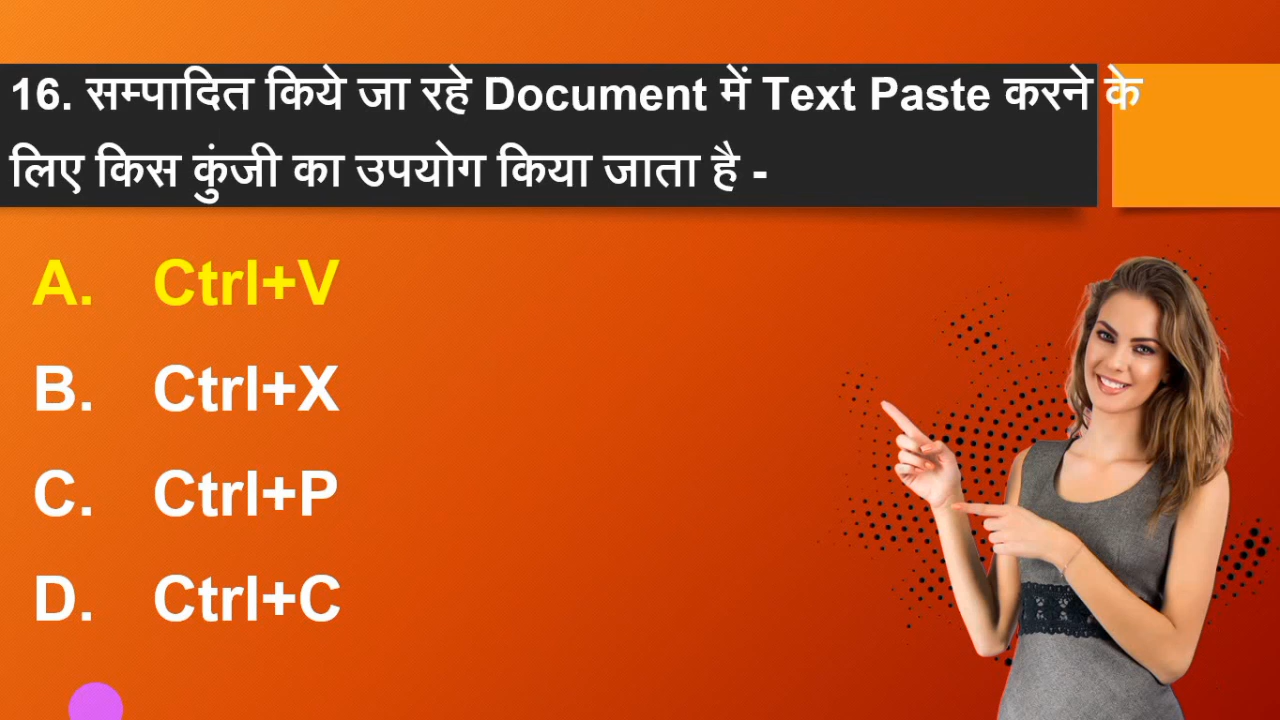 16. सम्पादित किये जा रहे Document में Text Paste करने के
लिए किस कुंजी का उपयोग किया जाता है -
A. Ctrl+V
B. Ctrl+X
C. Ctrl+P
D. Ctrl+C